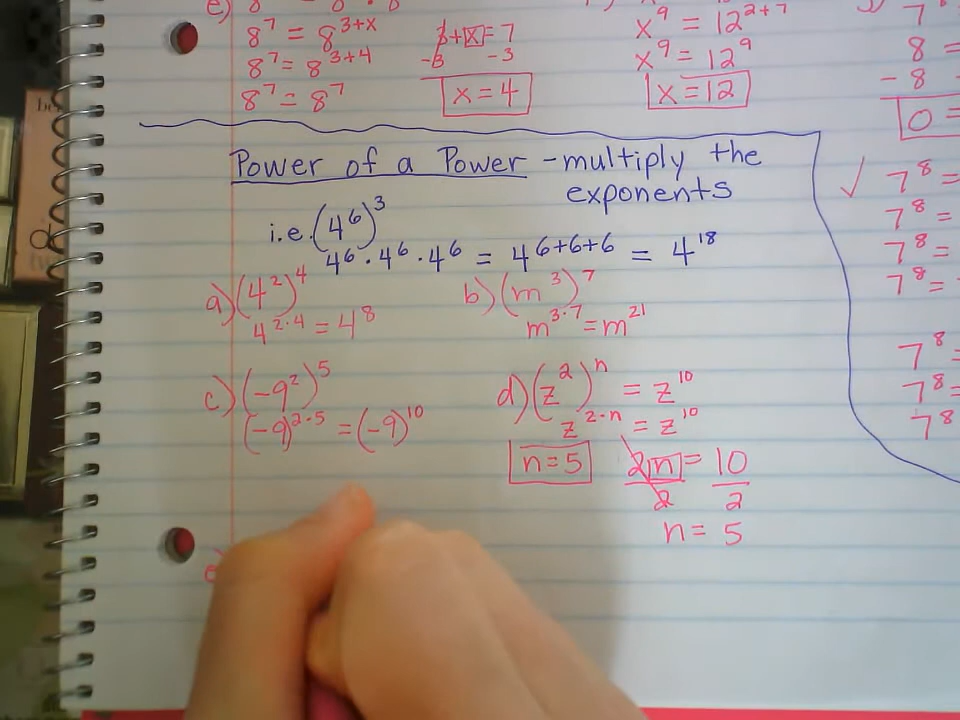 8⁷ = 8³⁺ˣ
8⁷ = 8³⁺⁴
8⁷ = 8⁷
3+x = 7
-3 -3
x = 4
x⁹ = 12²⁺⁷
x⁹ = 12⁹
x = 12
8 =
- 8
0 =
Power of a Power - multiply the
exponents
i.e. (4⁶)³
4⁶ · 4⁶ · 4⁶ = 4⁶⁺⁶⁺⁶ = 4¹⁸
a) (4²)⁴
4²·⁴ = 4⁸
b) (m³)⁷
m³·⁷ = m²¹
c) (-9²)⁵
(-9)²·⁵ = (-9)¹⁰
d) (z²)ⁿ = z¹⁰
z²·ⁿ = z¹⁰
n = 5
2n = 10
2 2
n = 5
✓ 7⁸ =
7⁸ =
7⁸ =
7⁸ =
7⁸ =
7⁸ =
7⁸